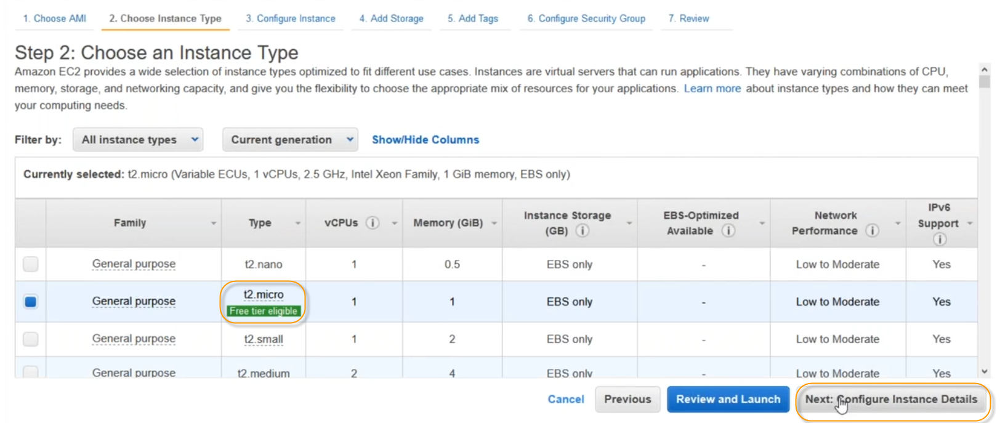 1. Choose AMI 2. Choose Instance Type 3. Configure Instance 4. Add Storage 5. Add Tags 6. Configure Security Group 7. Review
Step 2: Choose an Instance Type
Amazon EC2 provides a wide selection of instance types optimized to fit different use cases. Instances are virtual servers that can run applications. They have varying combinations of CPU,
memory, storage, and networking capacity, and give you the flexibility to choose the appropriate mix of resources for your applications. Learn more about instance types and how they can meet
your computing needs.
Filter by: All instance types Current generation Show/Hide Columns
Currently selected: t2.micro (Variable ECUs, 1 vCPUs, 2.5 GHz, Intel Xeon Family, 1 GiB memory, EBS only)
Family Type vCPUs i Memory (GiB) Instance Storage (GB) i EBS-Optimized Available i Network Performance i IPv6 Support i
General purpose t2.nano 1 0.5 EBS only - Low to Moderate Yes
General purpose t2.micro Free tier eligible 1 1 EBS only - Low to Moderate Yes
General purpose t2.small 1 2 EBS only - Low to Moderate Yes
General purpose t2.medium 2 4 EBS only - Low to Moderate Yes
Cancel Previous Review and Launch Next: Configure Instance Details